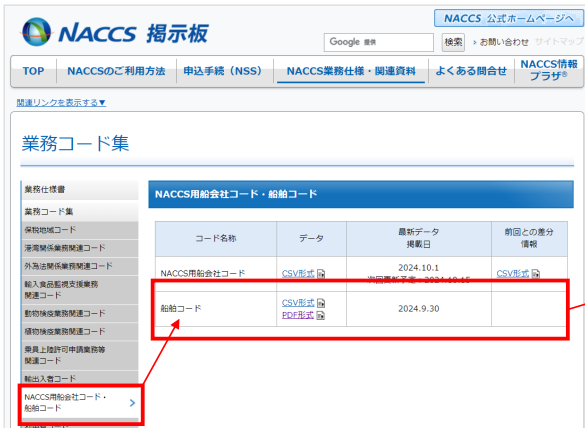 NACCS 掲示板
NACCS 公式ホームページへ
Google 提供
検索
お問い合わせ サイトマップ
TOP
NACCSのご利用方法
申込手続（NSS）
NACCS業務仕様・関連資料
よくある問合せ
NACCS情報
プラザ®
関連リンクを表示する▼
業務コード集
業務仕様書
業務コード集
保税地域コード
港湾関係業務関連コード
外為法関係業務関連コード
輸入食品監視支援業務
関連コード
動物検疫業務関連コード
植物検疫業務関連コード
乗員上陸許可申請業務等
関連コード
輸出入者コード
NACCS用船会社コード・
船舶コード
NACCS用船会社コード・船舶コード
コード名称
データ
最新データ
掲載日
前回との差分
情報
NACCS用船会社コード
CSV形式
2024.10.1
次回更新予定：2024.10.15
CSV形式
船舶コード
CSV形式
PDF形式
2024.9.30